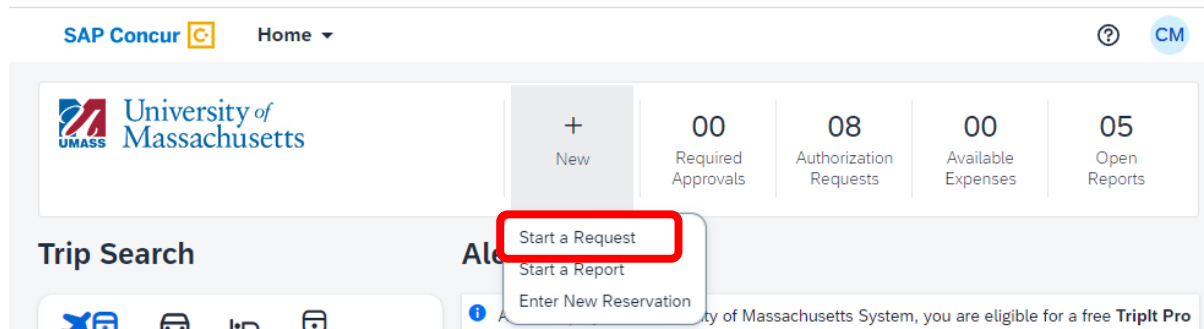 SAP Concur C Home
CM
UMASS
University of
Massachusetts
+
New
00
Required
Approvals
08
Authorization
Requests
00
Available
Expenses
05
Open
Reports
Start a Request
Start a Report
Enter New Reservation
Trip Search
Ale
of Massachusetts System, you are eligible for a free TripIt Pro